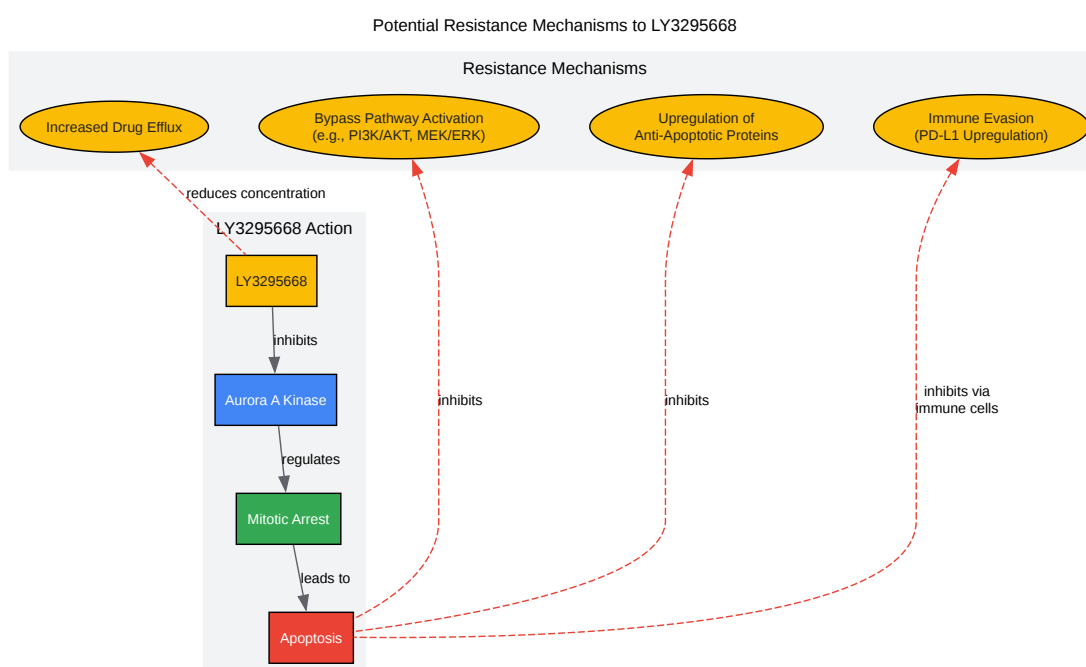 Potential Resistance Mechanisms to LY3295668
Resistance Mechanisms
Increased Drug Efflux
Bypass Pathway Activation
(e.g., PI3K/AKT, MEK/ERK)
Upregulation of
Anti-Apoptotic Proteins
Immune Evasion
(PD-L1 Upregulation)
reduces concentration
LY3295668 Action
LY3295668
inhibits
Aurora A Kinase
inhibits
inhibits
inhibits via
immune cells
regulates
Mitotic Arrest
leads to
Apoptosis